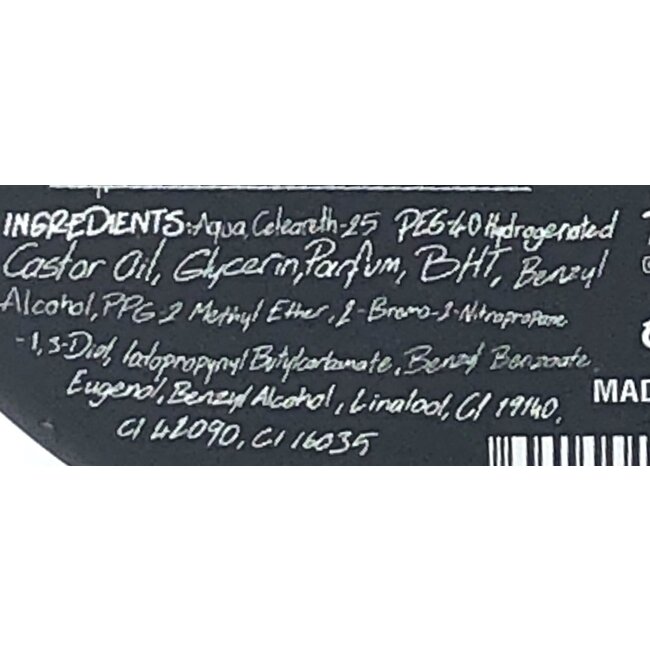 INGREDIENTS: Aqua, Ceteareth-25 PEG-40 Hydrogenated
Castor Oil, Glycerin, Parfum, BHT, Benzyl
Alcohol, PPG-2 Methyl Ether, 2-Bromo-2-Nitropropane
-1,3-Diol, Iodopropynyl Butylcarbamate, Benzyl Benzoate,
Eugenol, Benzyl Alcohol, Linalool, CI 19140,
CI 42090, CI 16035
MAD